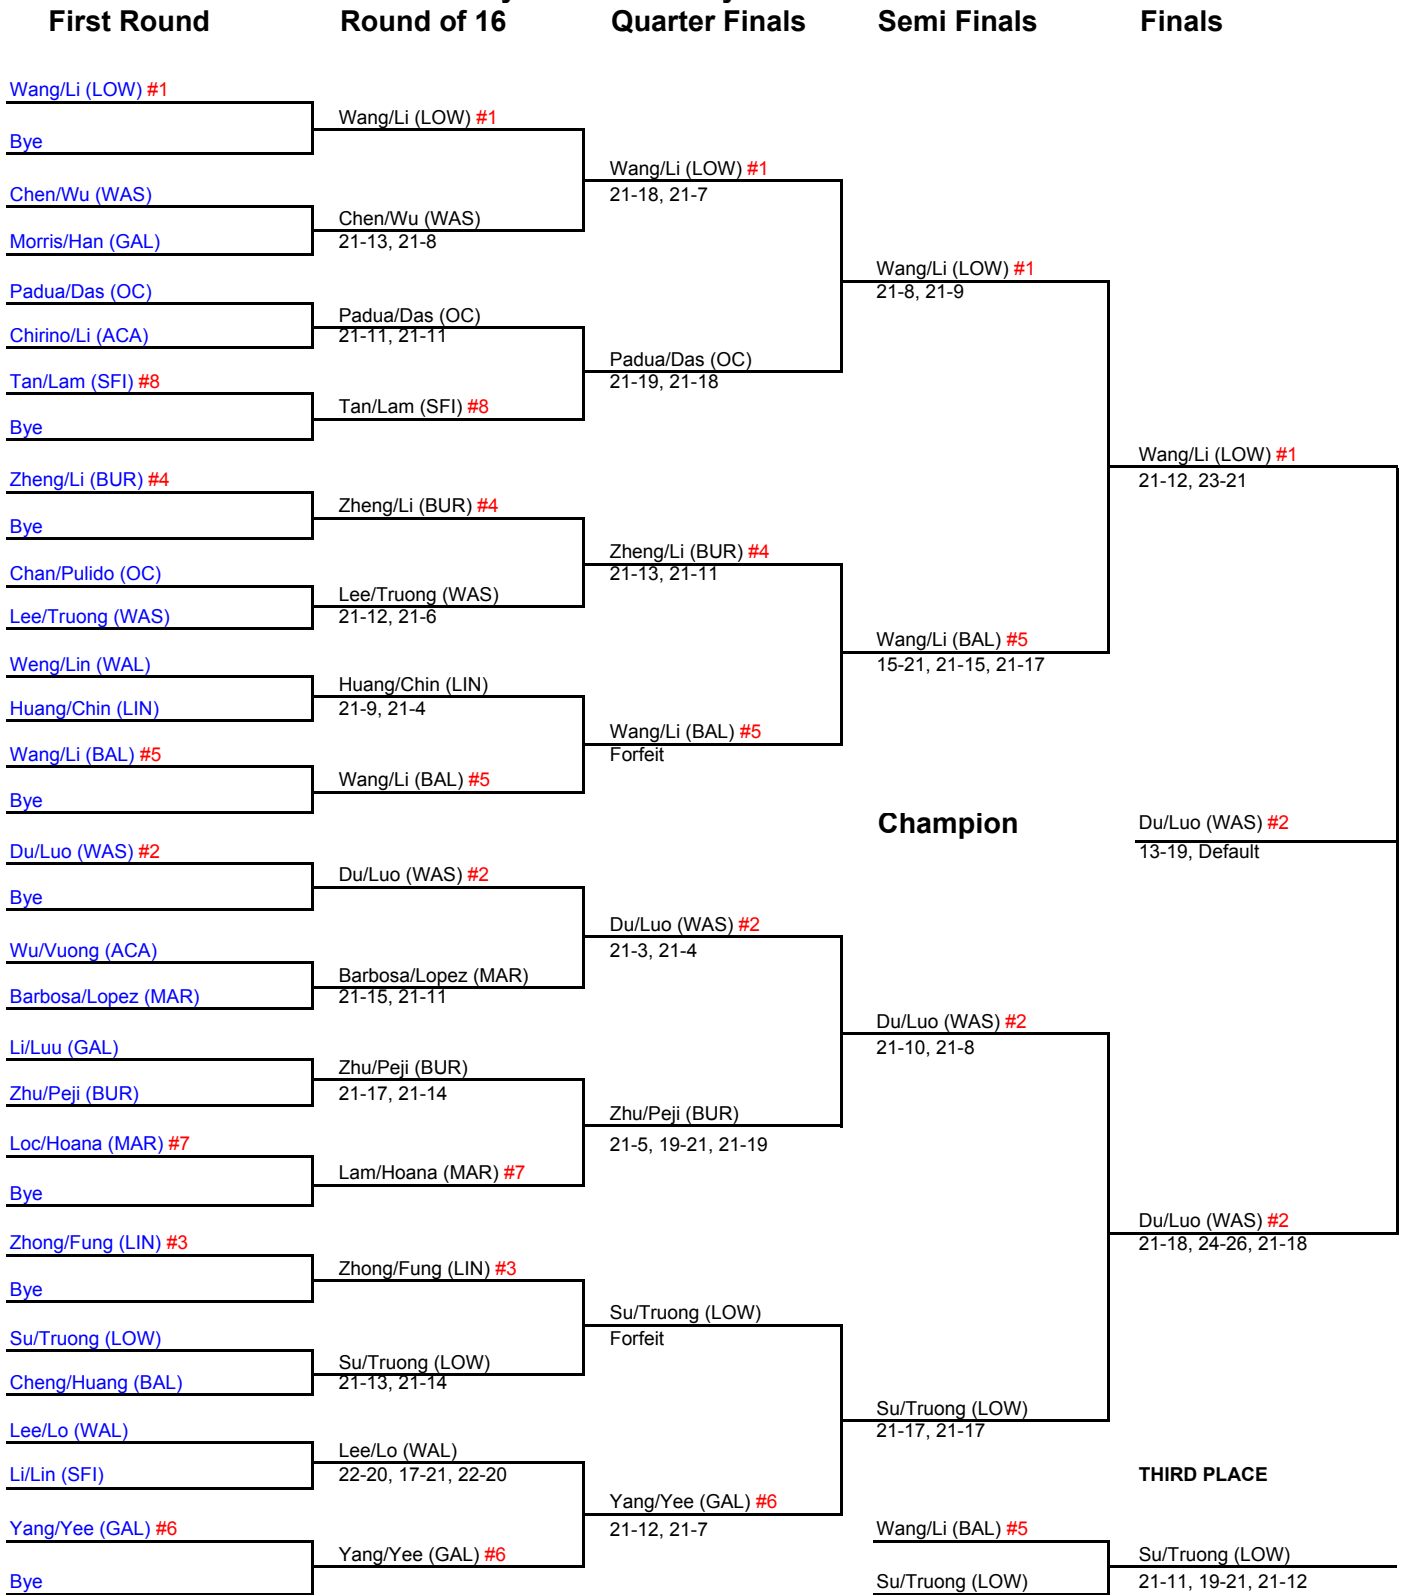 First Round
Round of 16
Quarter Finals
Semi Finals
Finals
Wang/Li (LOW) #1
Bye
Chen/Wu (WAS)
Morris/Han (GAL)
Padua/Das (OC)
Chirino/Li (ACA)
Tan/Lam (SFI) #8
Bye
Zheng/Li (BUR) #4
Bye
Chan/Pulido (OC)
Lee/Truong (WAS)
Weng/Lin (WAL)
Huang/Chin (LIN)
Wang/Li (BAL) #5
Bye
Du/Luo (WAS) #2
Bye
Wu/Vuong (ACA)
Barbosa/Lopez (MAR)
Li/Luu (GAL)
Zhu/Peji (BUR)
Loc/Hoana (MAR) #7
Bye
Zhong/Fung (LIN) #3
Bye
Su/Truong (LOW)
Cheng/Huang (BAL)
Lee/Lo (WAL)
Li/Lin (SFI)
Yang/Yee (GAL) #6
Bye
Wang/Li (LOW) #1
Chen/Wu (WAS)
21-13, 21-8
Padua/Das (OC)
21-11, 21-11
Tan/Lam (SFI) #8
Zheng/Li (BUR) #4
Lee/Truong (WAS)
21-12, 21-6
Huang/Chin (LIN)
21-9, 21-4
Wang/Li (BAL) #5
Du/Luo (WAS) #2
Barbosa/Lopez (MAR)
21-15, 21-11
Zhu/Peji (BUR)
21-17, 21-14
Lam/Hoana (MAR) #7
Zhong/Fung (LIN) #3
Su/Truong (LOW)
21-13, 21-14
Lee/Lo (WAL)
22-20, 17-21, 22-20
Yang/Yee (GAL) #6
Wang/Li (LOW) #1
21-18, 21-7
Padua/Das (OC)
21-19, 21-18
Zheng/Li (BUR) #4
21-13, 21-11
Wang/Li (BAL) #5
Forfeit
Du/Luo (WAS) #2
21-3, 21-4
Zhu/Peji (BUR)
21-5, 19-21, 21-19
Su/Truong (LOW)
Forfeit
Yang/Yee (GAL) #6
21-12, 21-7
Wang/Li (LOW) #1
21-8, 21-9
Wang/Li (BAL) #5
15-21, 21-15, 21-17
Champion
Du/Luo (WAS) #2
21-10, 21-8
Su/Truong (LOW)
21-17, 21-17
Wang/Li (BAL) #5
Su/Truong (LOW)
Wang/Li (LOW) #1
21-12, 23-21
Du/Luo (WAS) #2
13-19, Default
Du/Luo (WAS) #2
21-18, 24-26, 21-18
THIRD PLACE
Su/Truong (LOW)
21-11, 19-21, 21-12